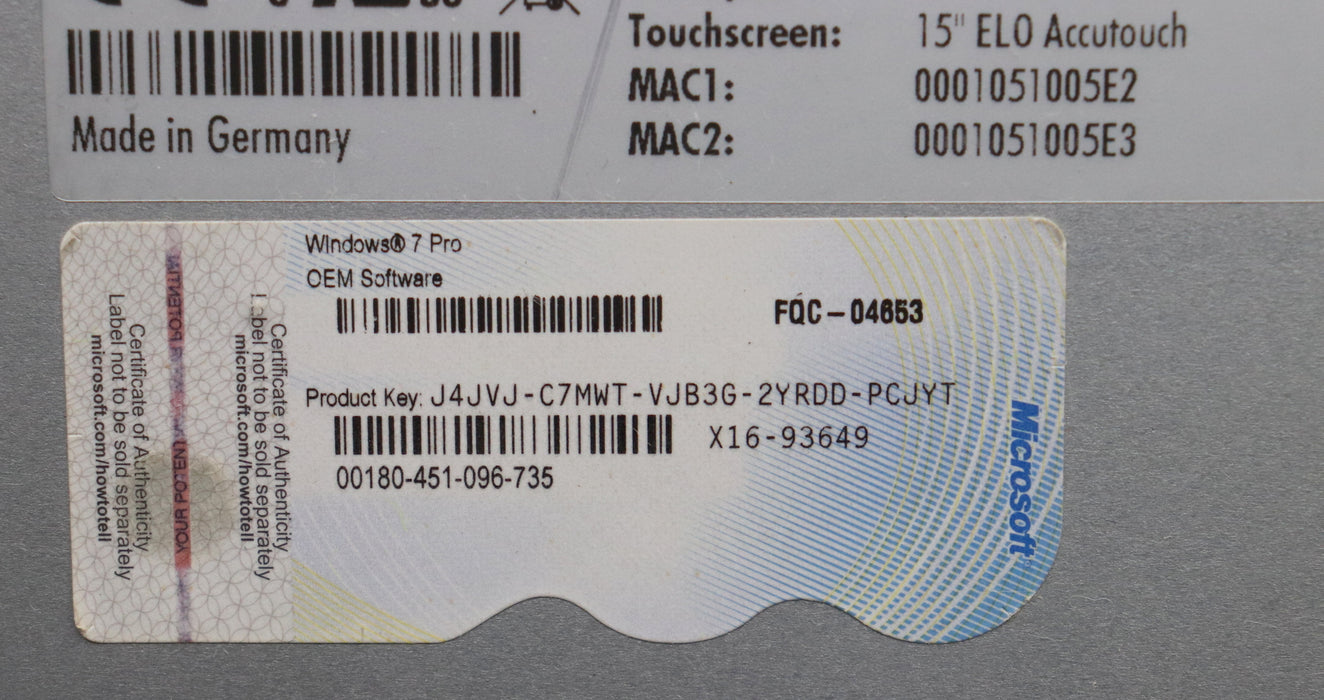 Touchscreen: 15" ELO Accutouch
MAC1: 0001051005E2
MAC2: 0001051005E3
Made in Germany
Windows® 7 Pro
OEM Software
FQC-04653
Product Key: J4JVJ-C7MWT-VJB3G-2YRDD-PCJYT
X16-93649
00180-451-096-735
Microsoft®
Certificate of Authenticity
Label not to be sold separately
microsoft.com/howtotell
Certificate of Authenticity
Label not to be sold separately
microsoft.com/howtotell
YOUR POTEN